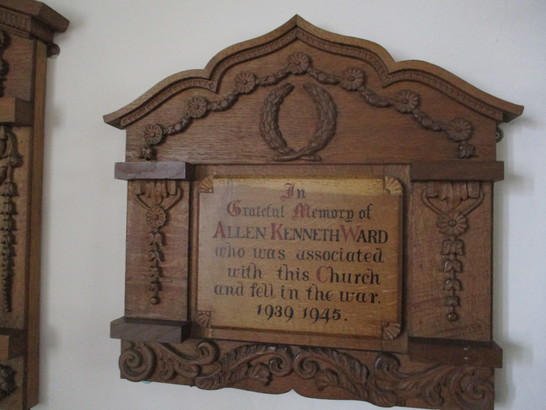 In
Grateful Memory of
ALLEN KENNETH WARD
who was associated
with this Church
and fell in the war.
1939 1945.